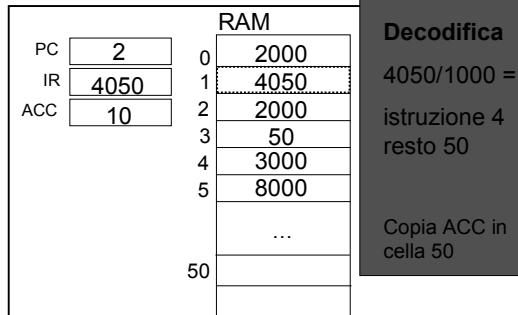 RAM
PC 2
IR 4050
ACC 10
0 2000
1 4050
2 2000
3 50
4 3000
5 8000
...
50
Decodifica
4050/1000 =
istruzione 4
resto 50
Copia ACC in
cella 50